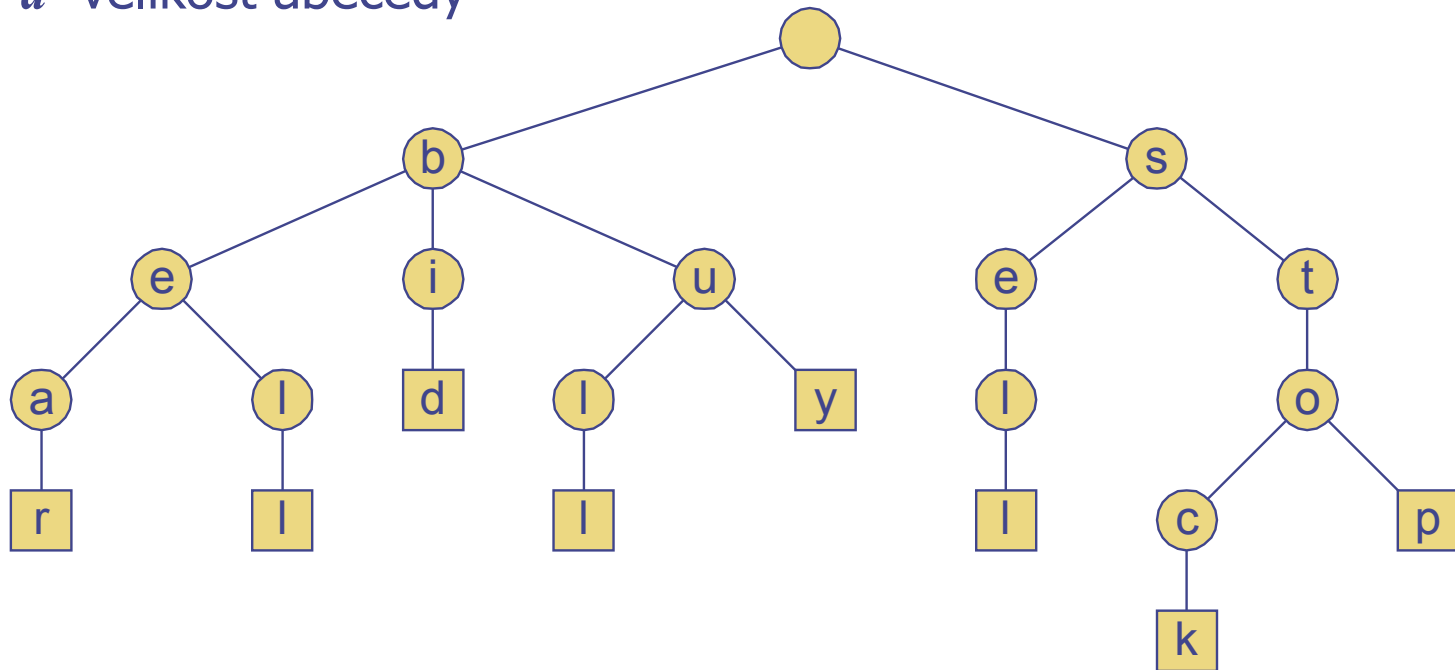 d velikost abecedy
b s
e i u e t
a l d l y l o
r l l l c p
k